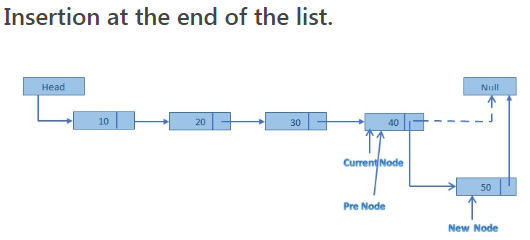 Insertion at the end of the list.
Head
Null
10
20
30
40
Current Node
50
Pre Node
New Node